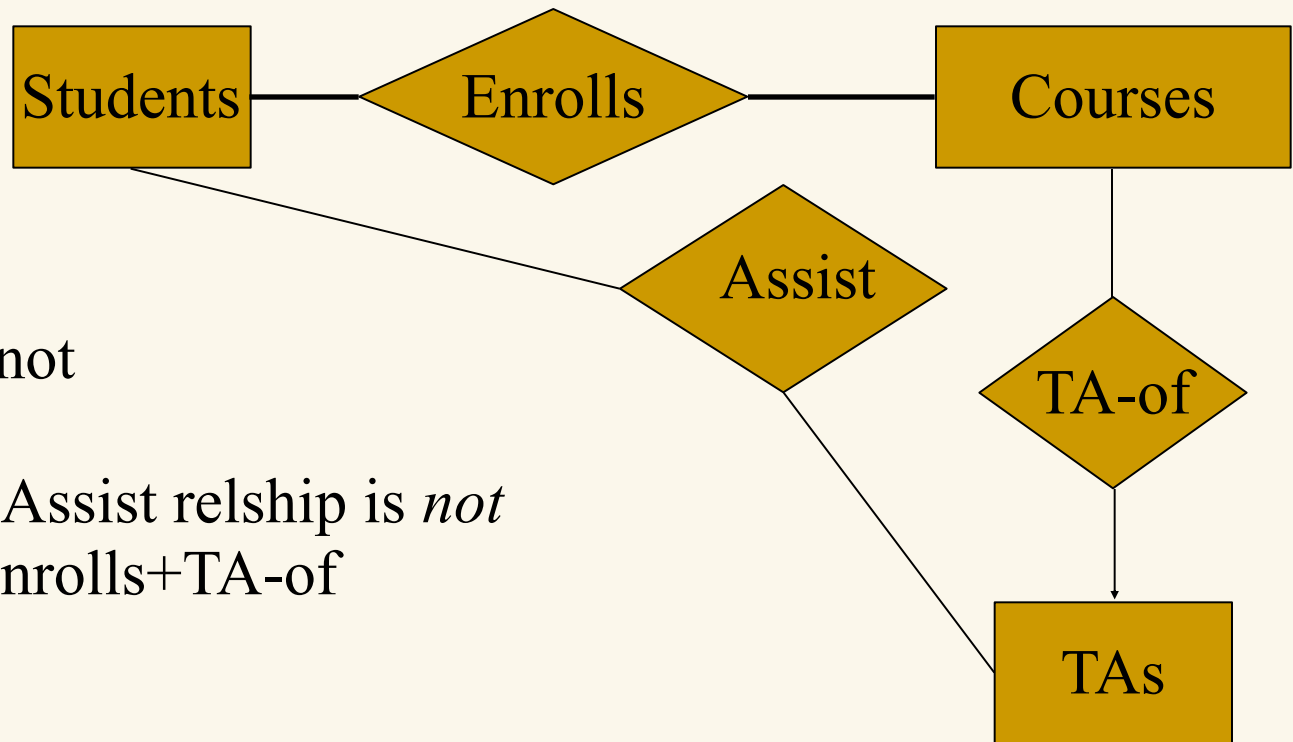 Students
Enrolls
Courses
Assist
not
TA-of
Assist relship is not
nrolls+TA-of
TAs